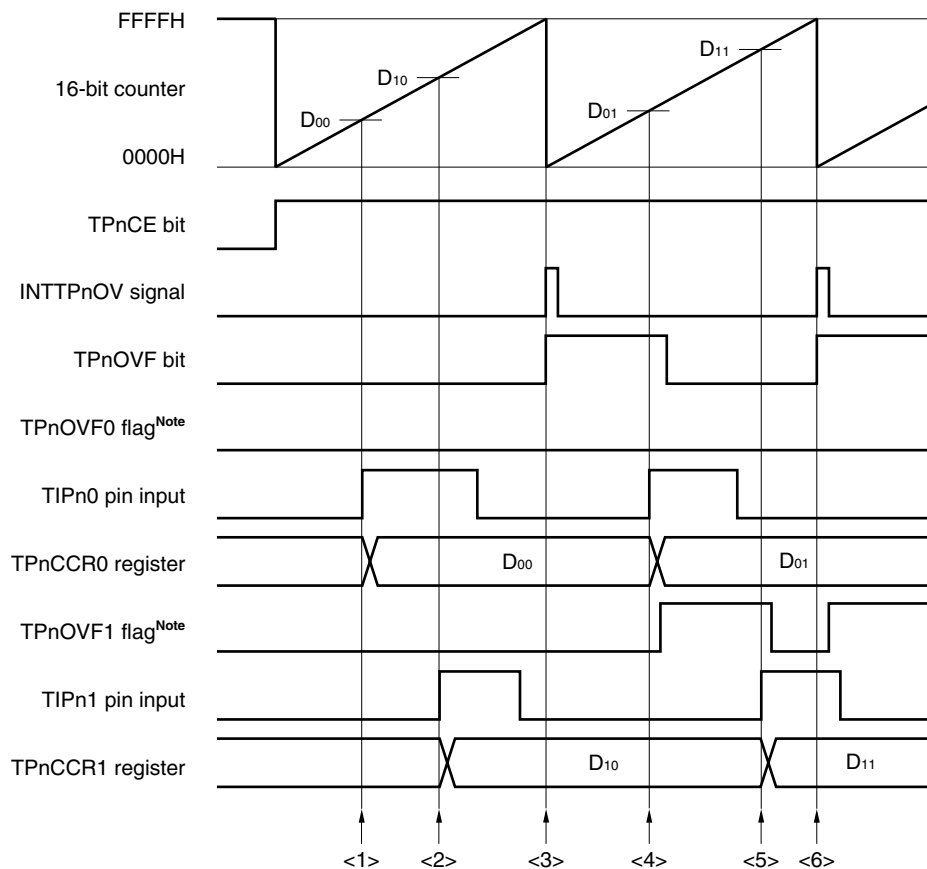 FFFFH
D11
D10
16-bit counter
D01
D00
0000H
TPnCE bit
INTTPnOV signal
TPnOVF bit
TPnOVF0 flagNote
TIPn0 pin input
TPnCCR0 register D00 D01
TPnOVF1 flagNote
TIPn1 pin input
TPnCCR1 register D10 D11
<1> <2> <3> <4> <5> <6>